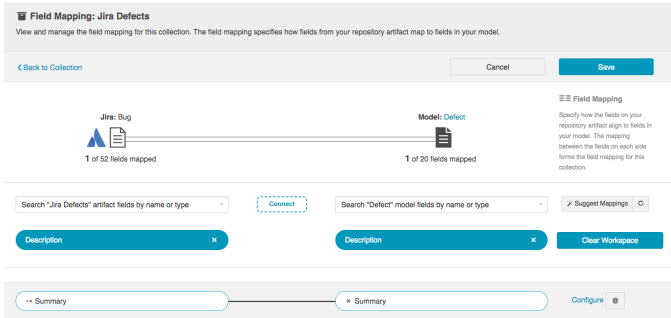 Field Mapping: Jira Defects
View and manage the field mapping for this collection. The field mapping specifies how fields from your repository artifact map to fields in your model.
Back to Collection
Cancel
Save
Field Mapping
Specify how the fields on your
repository artifact align to fields in
your model. The mapping
between the fields on each side
forms the field mapping for this
collection.
Jira: Bug
Model: Defect
1 of 52 fields mapped
1 of 20 fields mapped
Search "Jira Defects" artifact fields by name or type
Connect
Search "Defect" model fields by name or type
Suggest Mappings
Description
Description
Clear Workspace
Summary
Summary
Configure